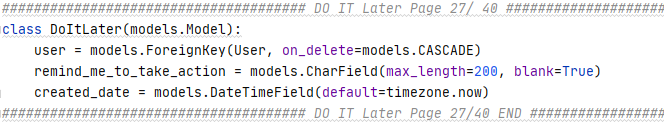 ###################################### DO IT Later Page 27/ 40 #####################
class DoItLater(models.Model):
    user = models.ForeignKey(User, on_delete=models.CASCADE)
    remind_me_to_take_action = models.CharField(max_length=200, blank=True)
    created_date = models.DateTimeField(default=timezone.now)
###################################### DO IT Later Page 27/40 END ##################